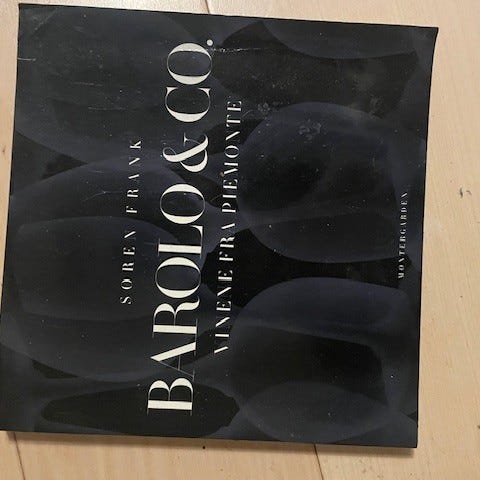 SØREN FRANK
BAROLO & CO.
VINENE FRA PIEMONTE
MONTERGÅRDEN